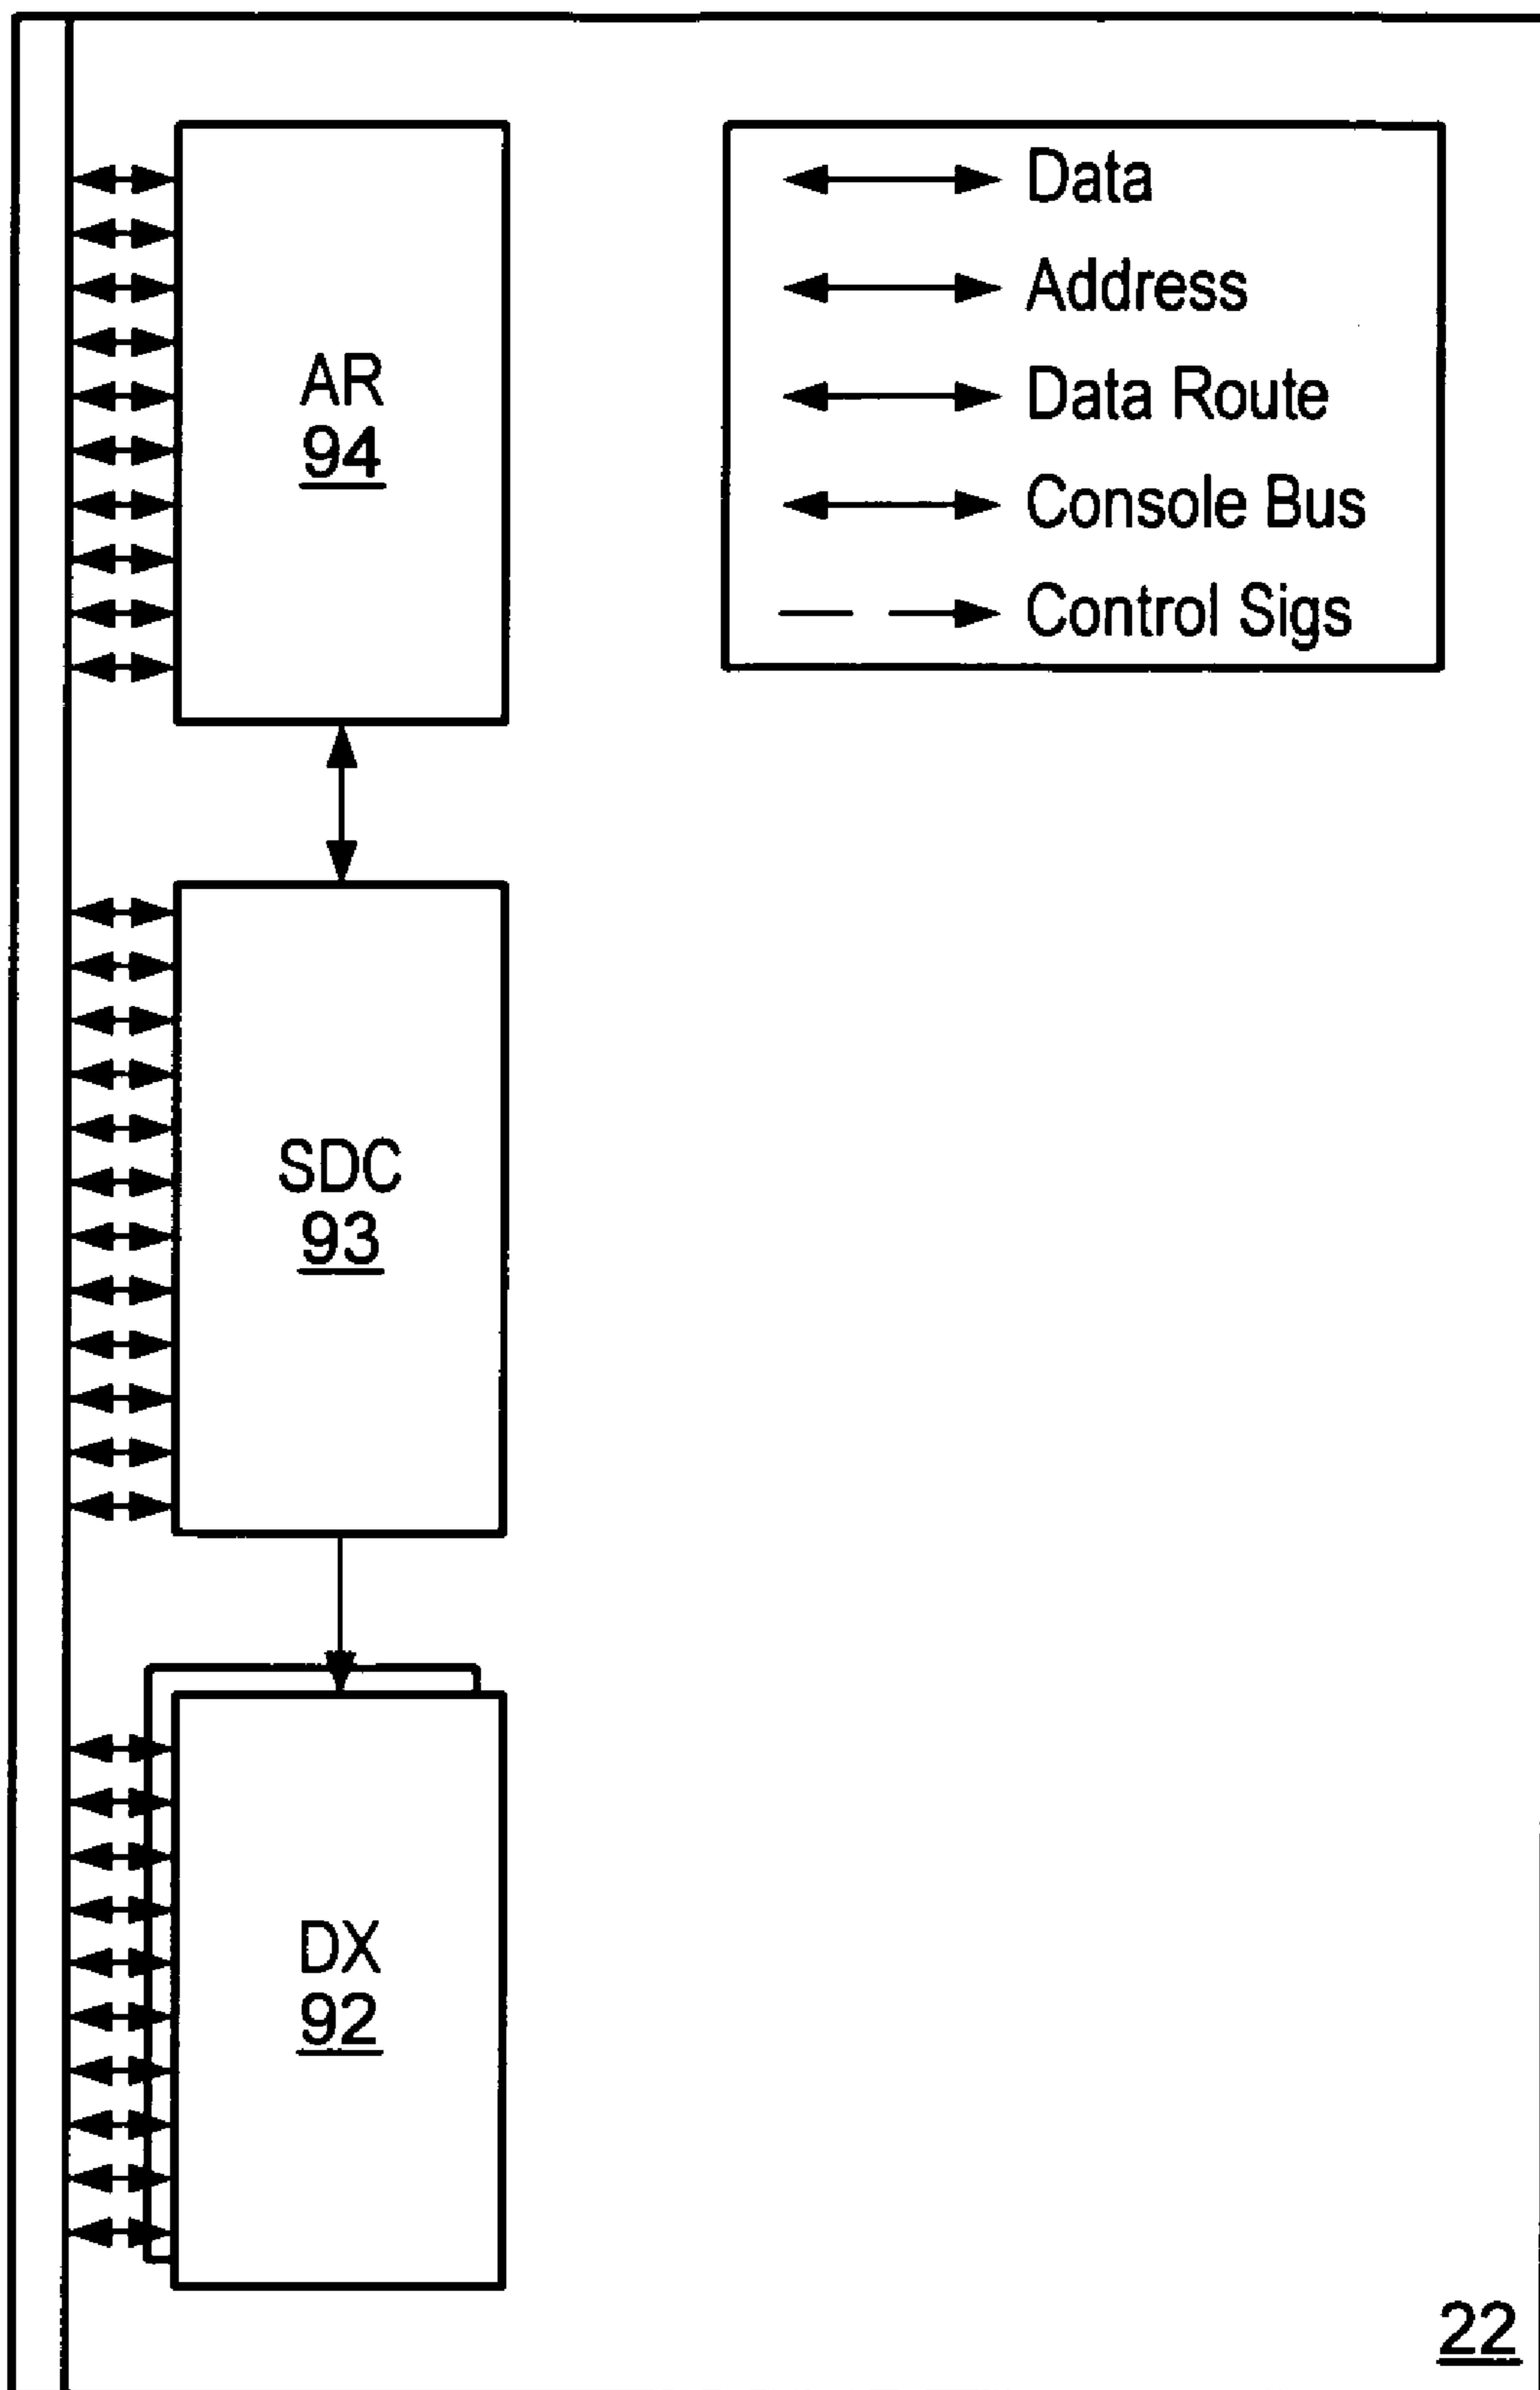 AR
94
Data
Address
Data Route
Console Bus
Control Sigs
SDC
93
DX
92
22